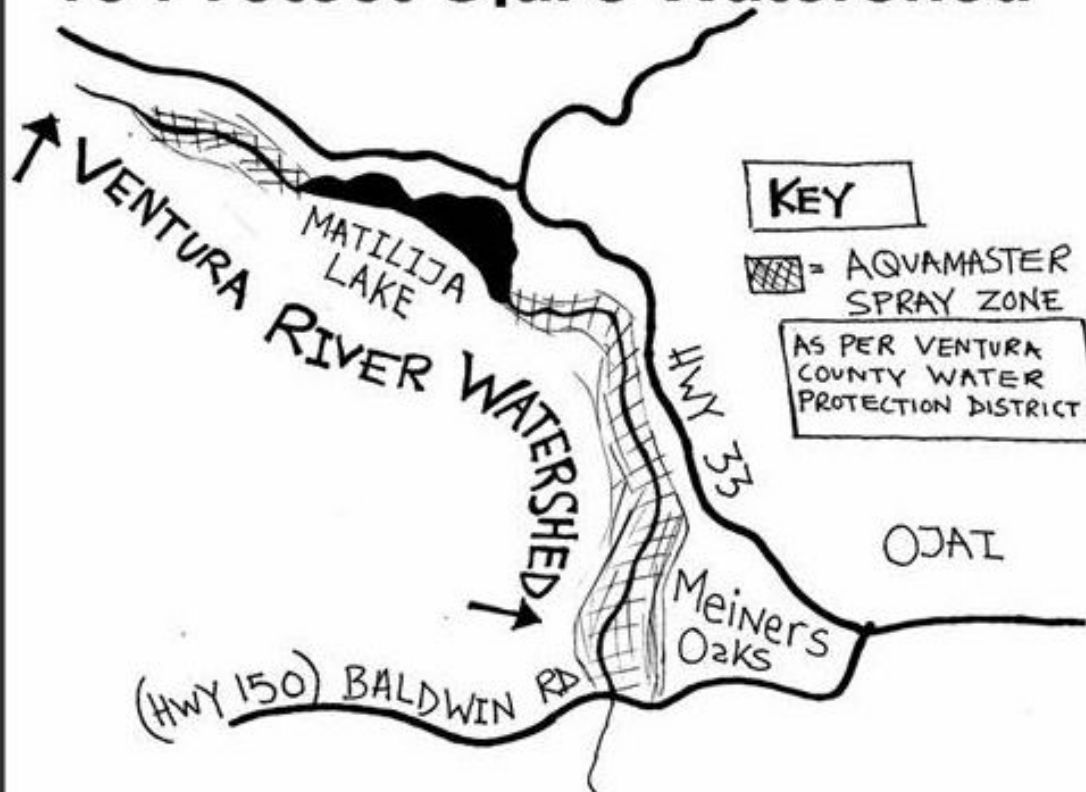 VENTURA RIVER WATERSHED
MATILIJA
LAKE
KEY
= AQUAMASTER
SPRAY ZONE
AS PER VENTURA
COUNTY WATER
PROTECTION DISTRICT
HWY 33
OJAI
Meiners
Oaks
(HWY 150) BALDWIN RD